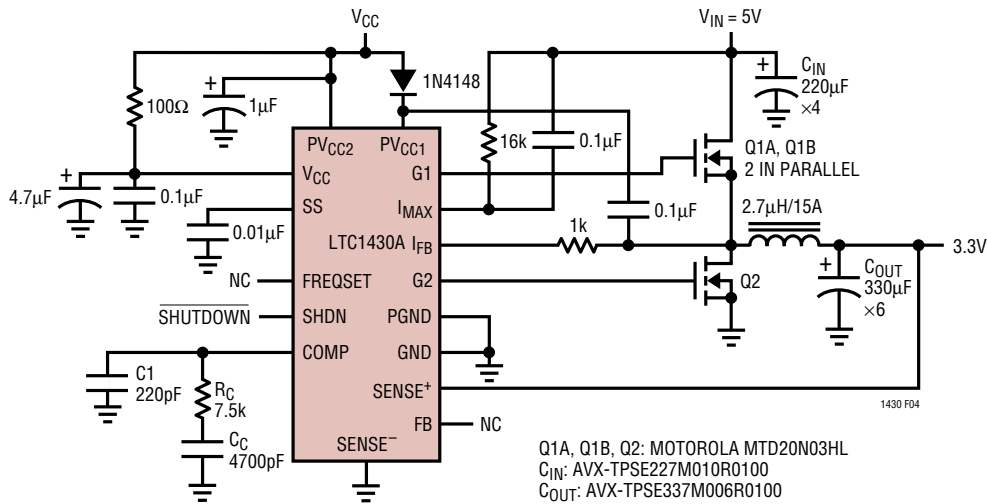 VCC
VIN = 5V
1N4148
+
CIN
220µF
×4
100Ω
+
1µF
16k
0.1µF
PVCC2
PVCC1
Q1A, Q1B
2 IN PARALLEL
G1
VCC
+
4.7µF
0.1µF
SS
IMAX
0.1µF
2.7µH/15A
0.01µF
1k
LTC1430A
IFB
3.3V
NC
FREQSET
G2
Q2
+
COUT
330µF
×6
SHUTDOWN
SHDN
PGND
COMP
GND
C1
220pF
RC
7.5k
SENSE+
1430 F04
FB
NC
CC
4700pF
SENSE–
Q1A, Q1B, Q2: MOTOROLA MTD20N03HL
CIN: AVX-TPSE227M010R0100
COUT: AVX-TPSE337M006R0100